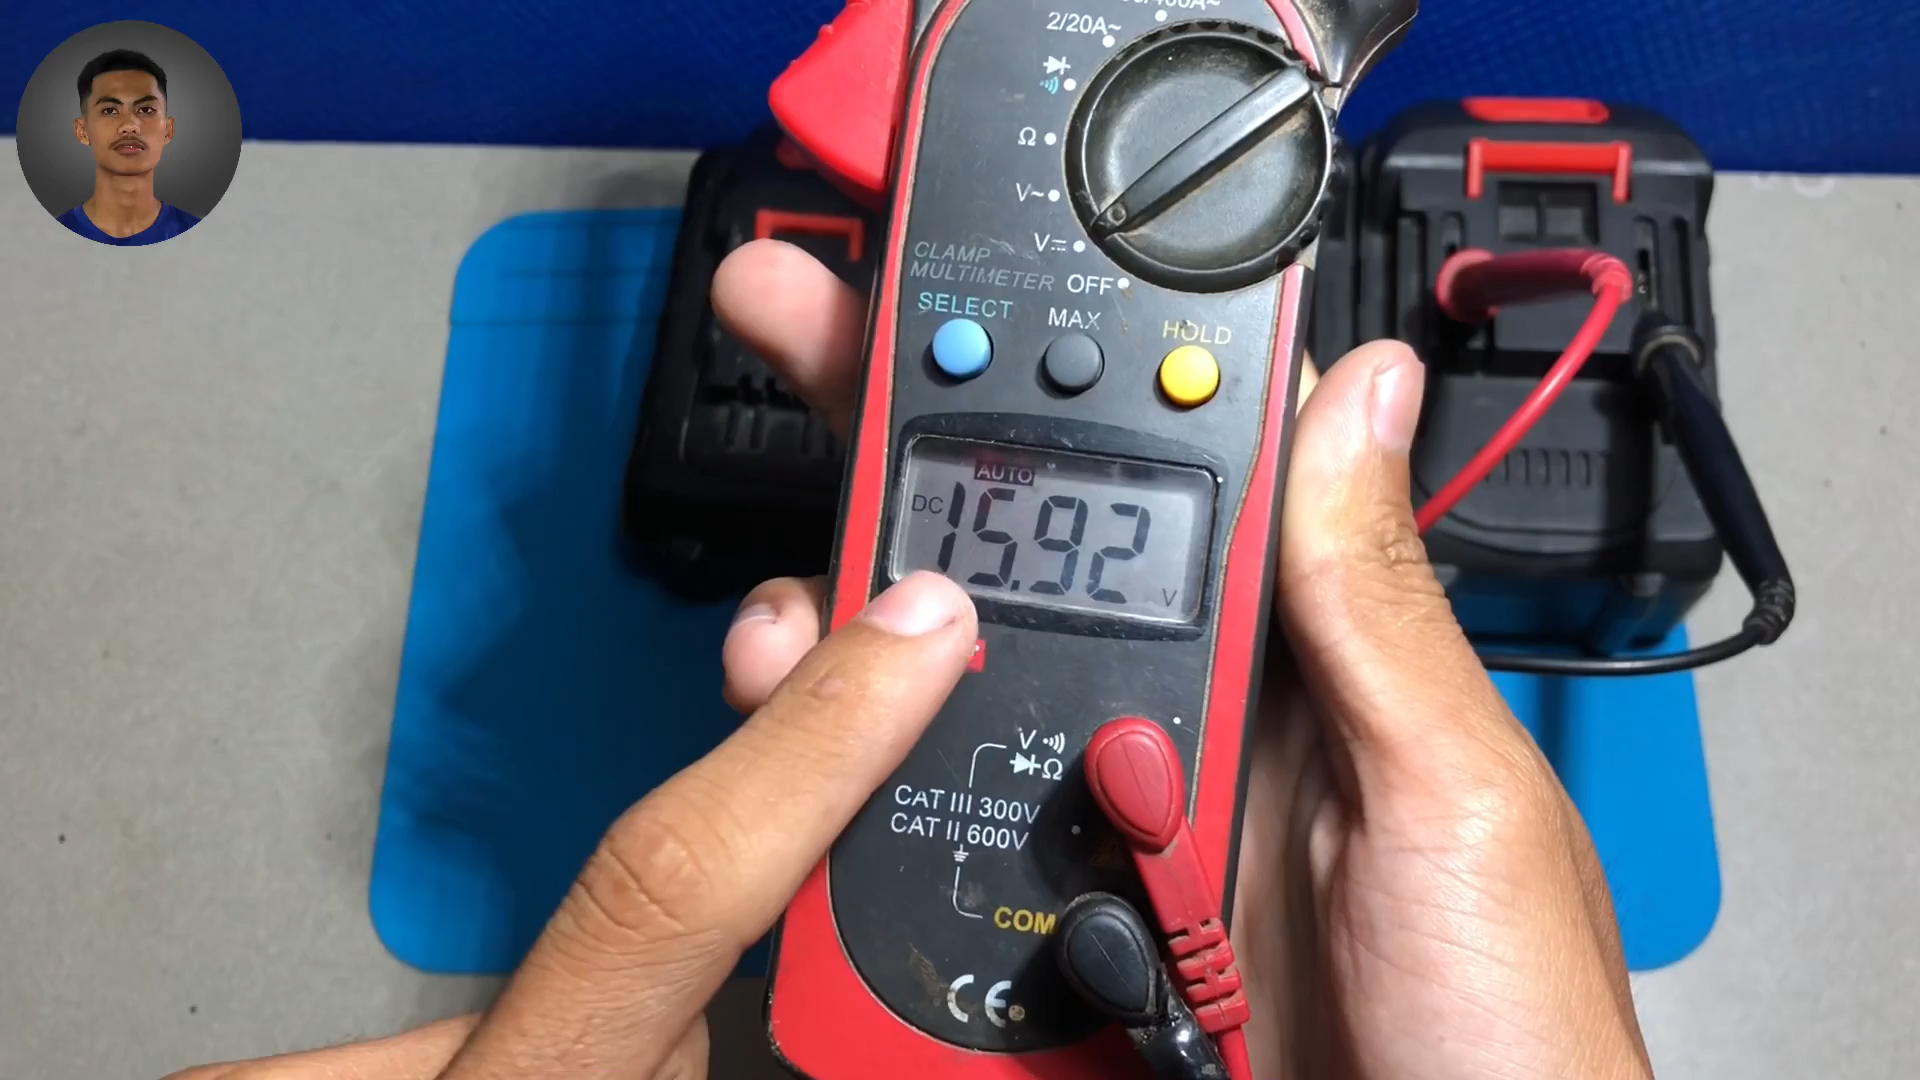 2/20A~
Ω
V~
V⎓
CLAMP
MULTIMETER
OFF
SELECT
MAX
HOLD
AUTO
DC
15.92
V
V
Ω
CAT III 300V
CAT II 600V
COM
CE